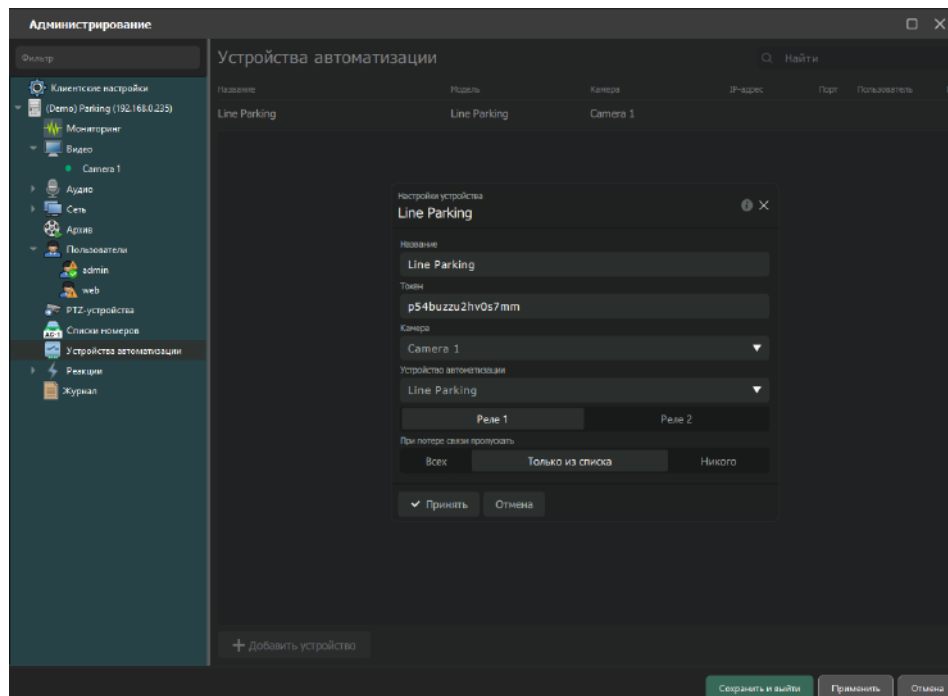 Администрирование
Фильтр
Клиентские настройки
(Demo) Parking (192.168.0.235)
Мониторинг
Видео
Camera 1
Аудио
Сеть
Архив
Пользователи
admin
web
PTZ-устройства
Списки номеров
Устройства автоматизации
Реакции
Журнал
Устройства автоматизации
Найти
Название Модель Камера IP-адрес Порт Пользователь
Line Parking Line Parking Camera 1
Настройки устройства
Line Parking
Название
Line Parking
Токен
p54buzzu2hv0s7mm
Камера
Camera 1
Устройство автоматизации
Line Parking
Реле 1 Реле 2
При потере связи пропускать
Всех Только из списка Никого
Принять Отмена
Добавить устройство
Сохранить и выйти Применить Отмена